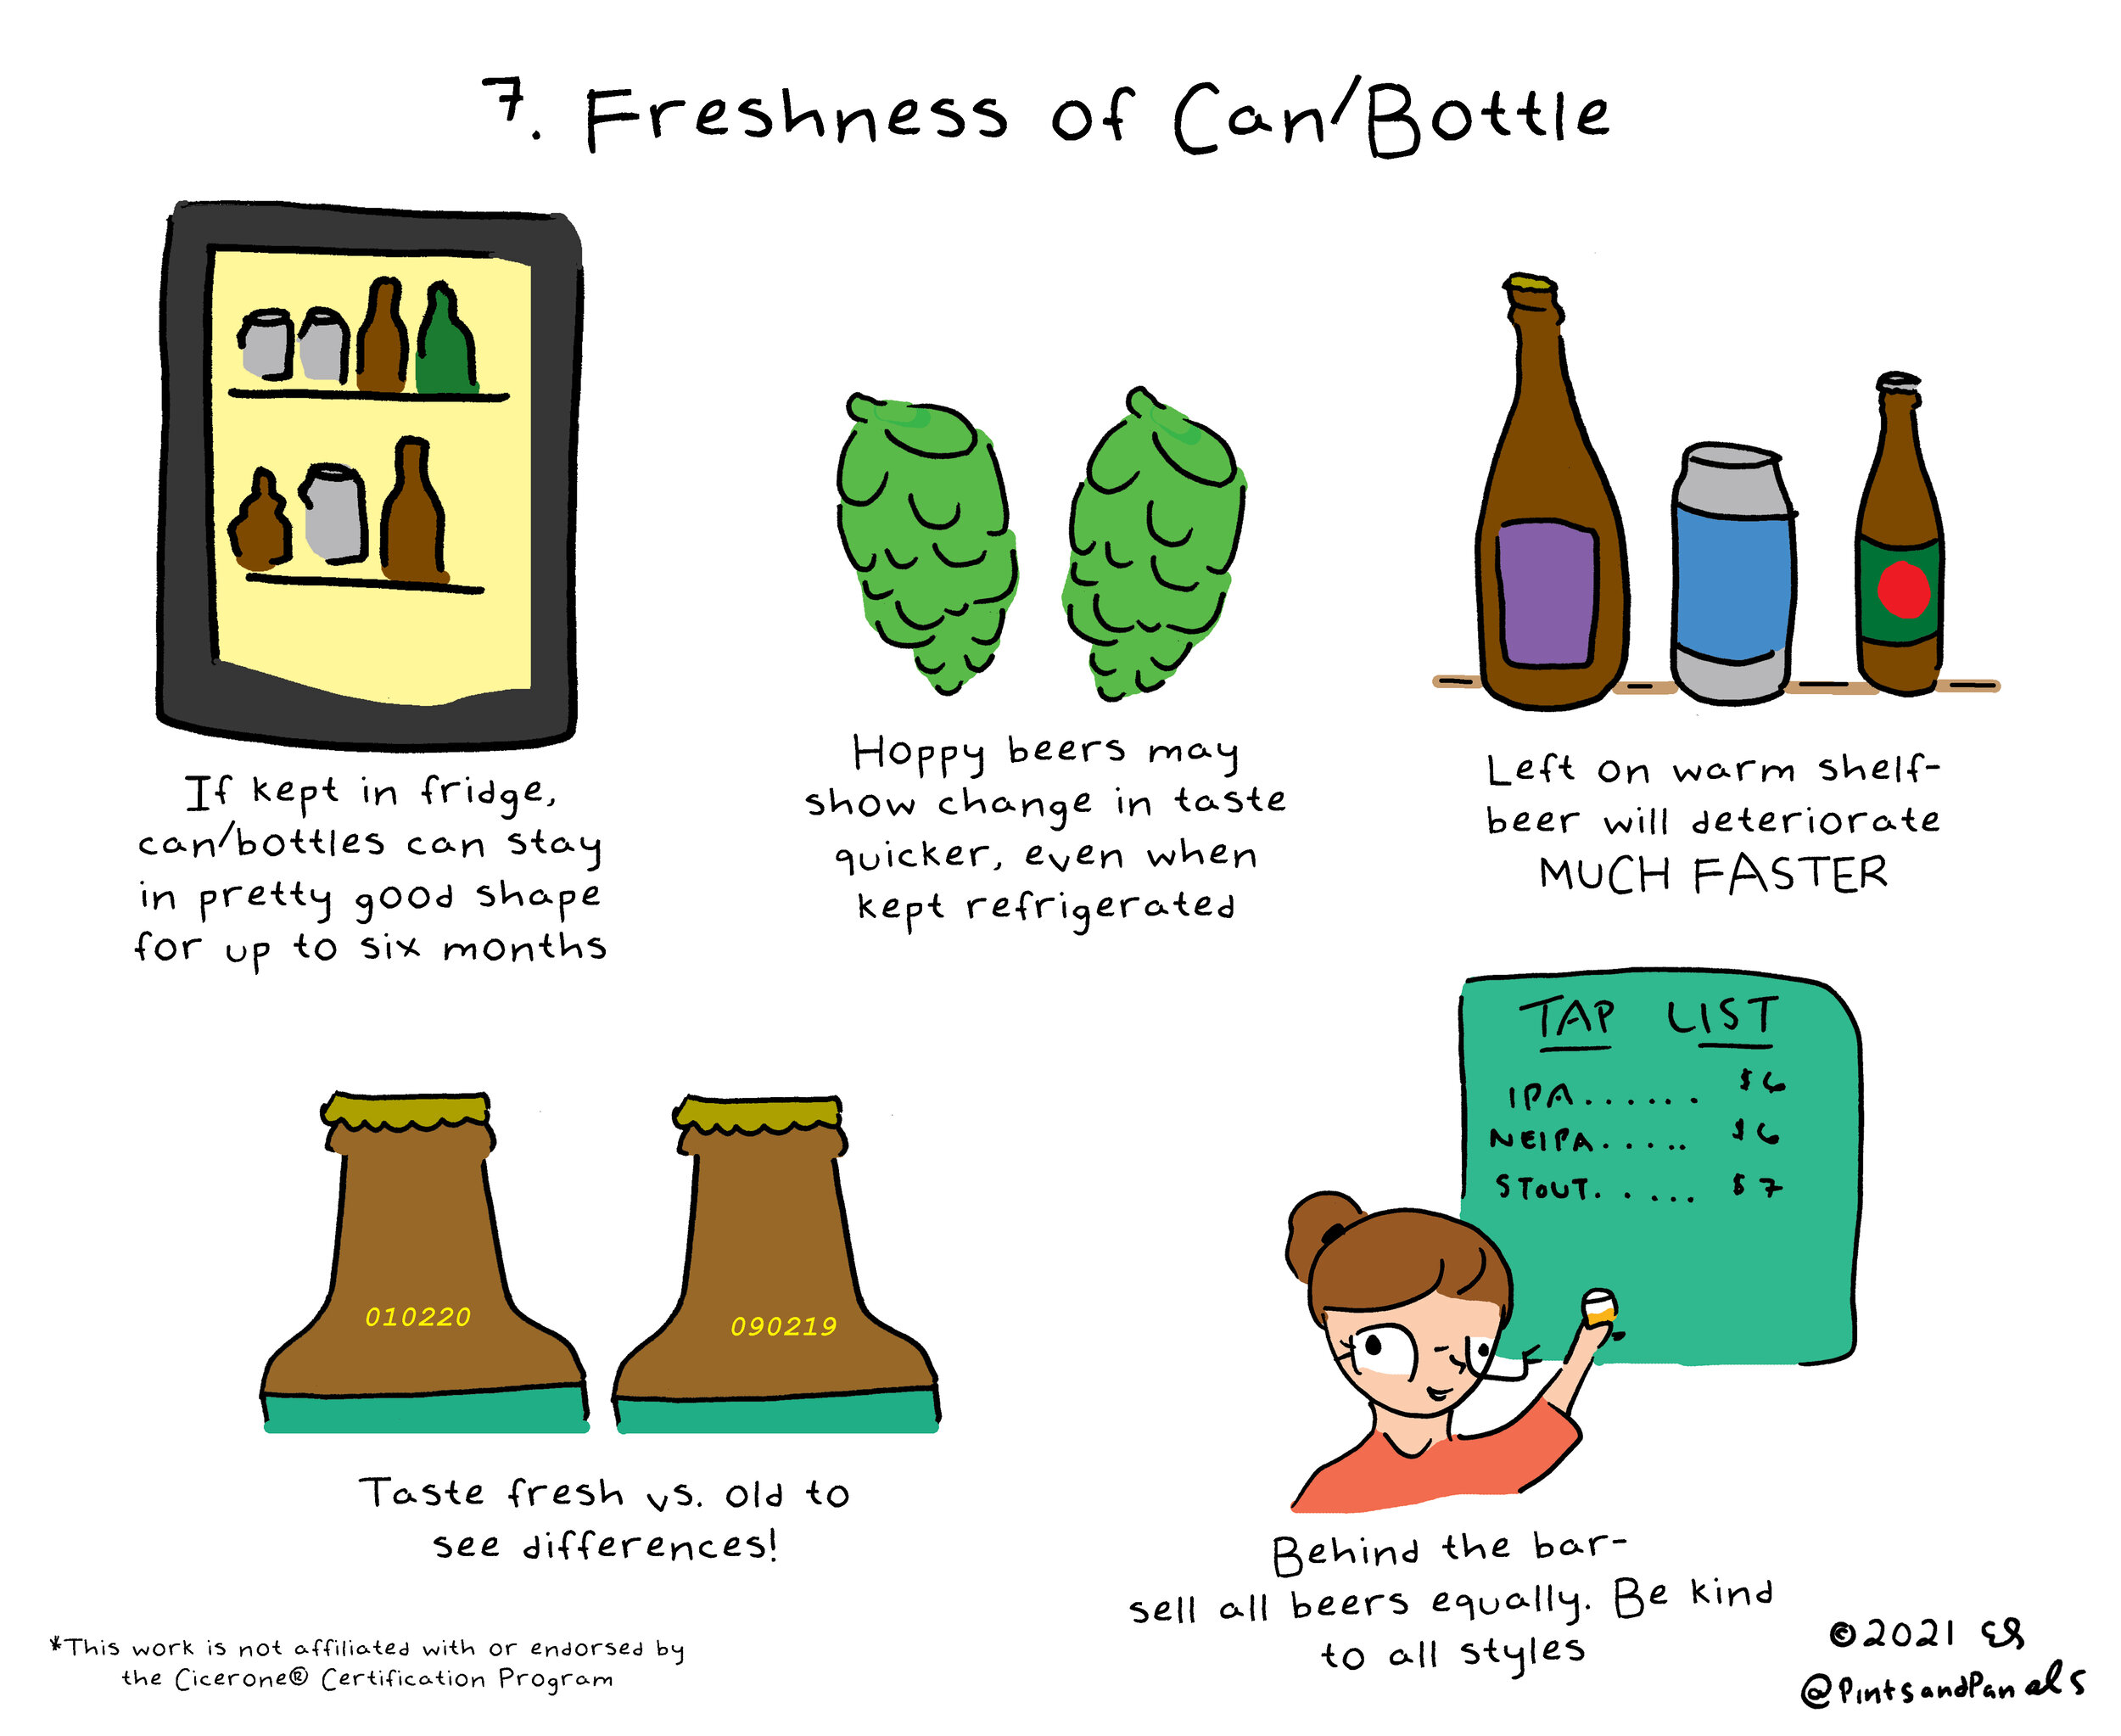 7. Freshness of Can/Bottle
If kept in fridge,
can/bottles can stay
in pretty good shape
for up to six months
Hoppy beers may
show change in taste
quicker, even when
kept refrigerated
Left on warm shelf-
beer will deteriorate
MUCH FASTER
010220
090219
Taste fresh vs. old to
see differences!
TAP LIST
IPA...... $6
NEIPA..... $6
STOUT..... $7
Behind the bar-
sell all beers equally. Be kind
to all styles
*This work is not affiliated with or endorsed by
the Cicerone® Certification Program
©2021 ES
@PintsandPanels